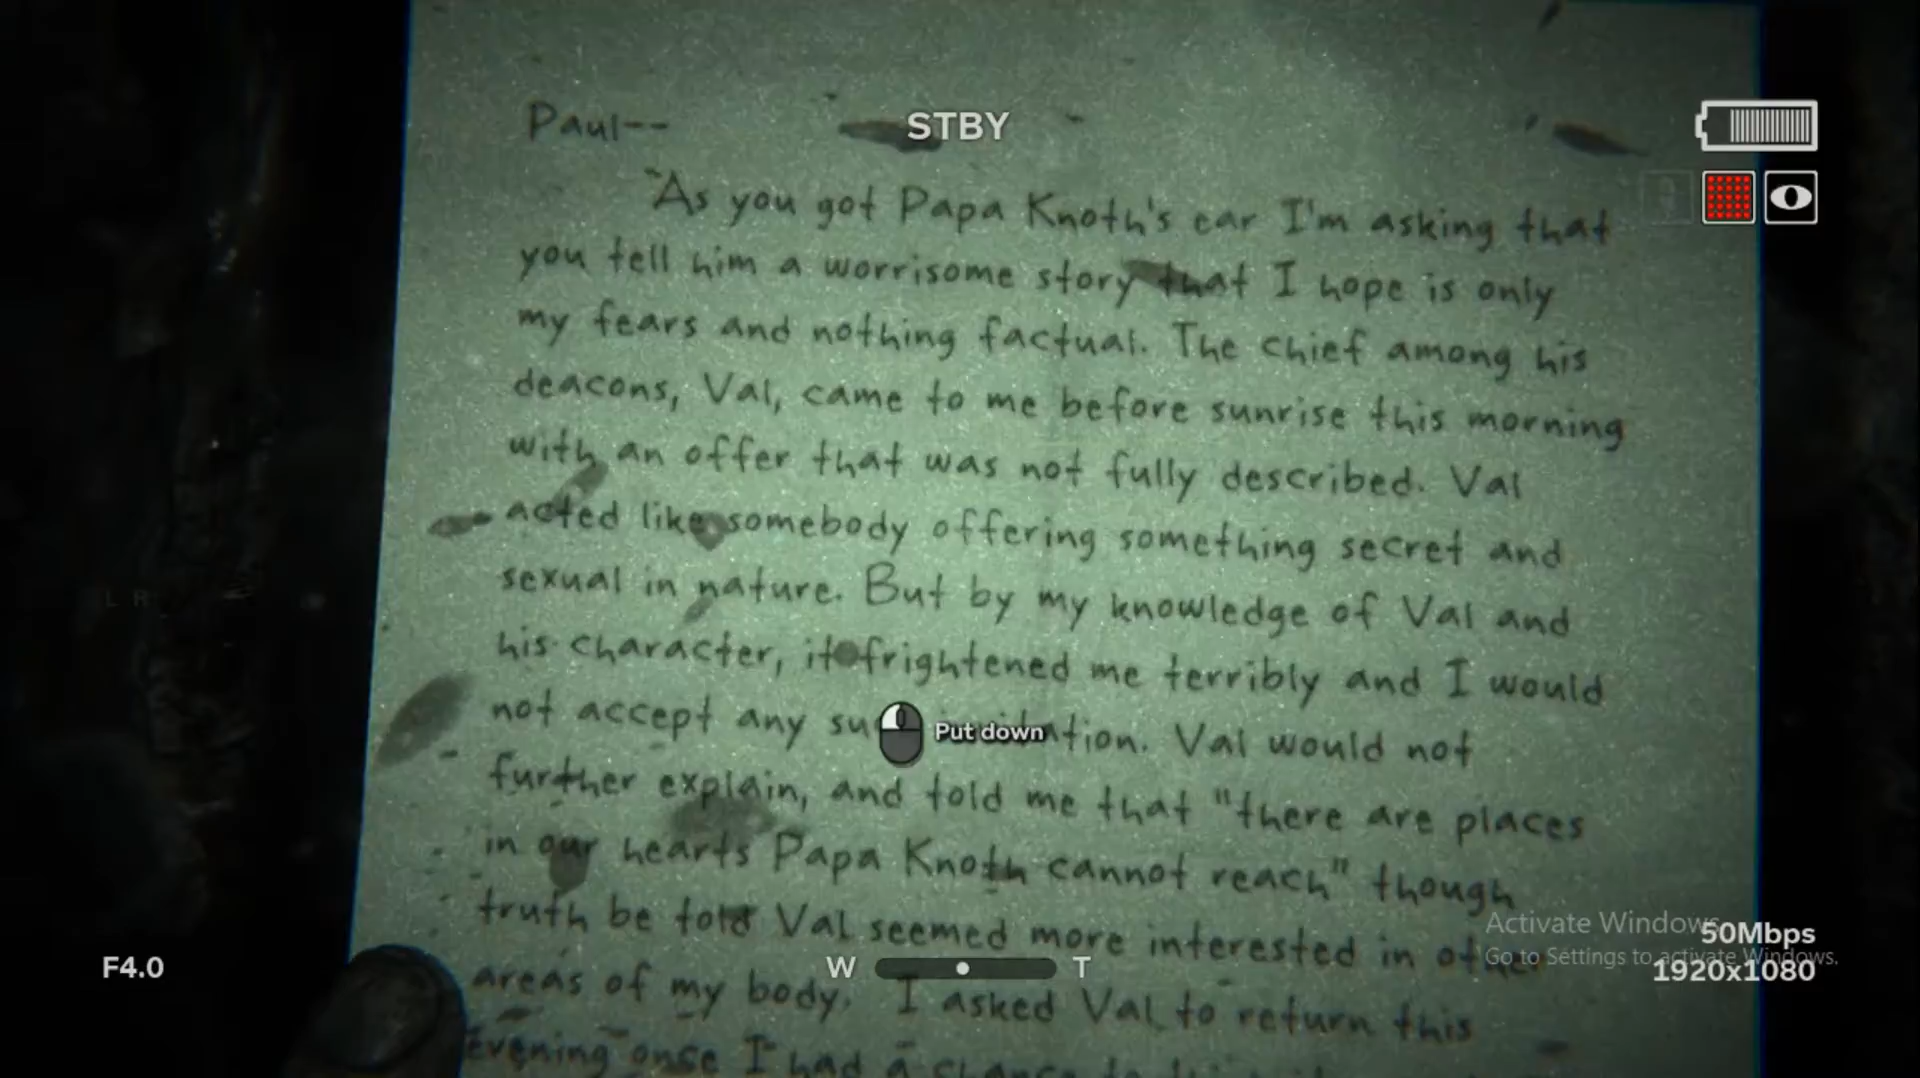 Paul--
STBY
"As you got Papa Knoth's ear I'm asking that
you tell him a worrisome story that I hope is only
my fears and nothing factual. The chief among his
deacons, Val, came to me before sunrise this morning
with an offer that was not fully described. Val
acted like somebody offering something secret and
sexual in nature. But by my knowledge of Val and
his character, it frightened me terribly and I would
not accept any
Put down
Val would not
further explain, and told me that "there are places
in our hearts Papa Knoth cannot reach" though
truth be told Val seemed more interested in other
areas of my body. I asked Val to return this
evening once I had a chance to
L R
F4.0
W T
Activate Windows
Go to Settings to activate Windows.
50Mbps
1920x1080